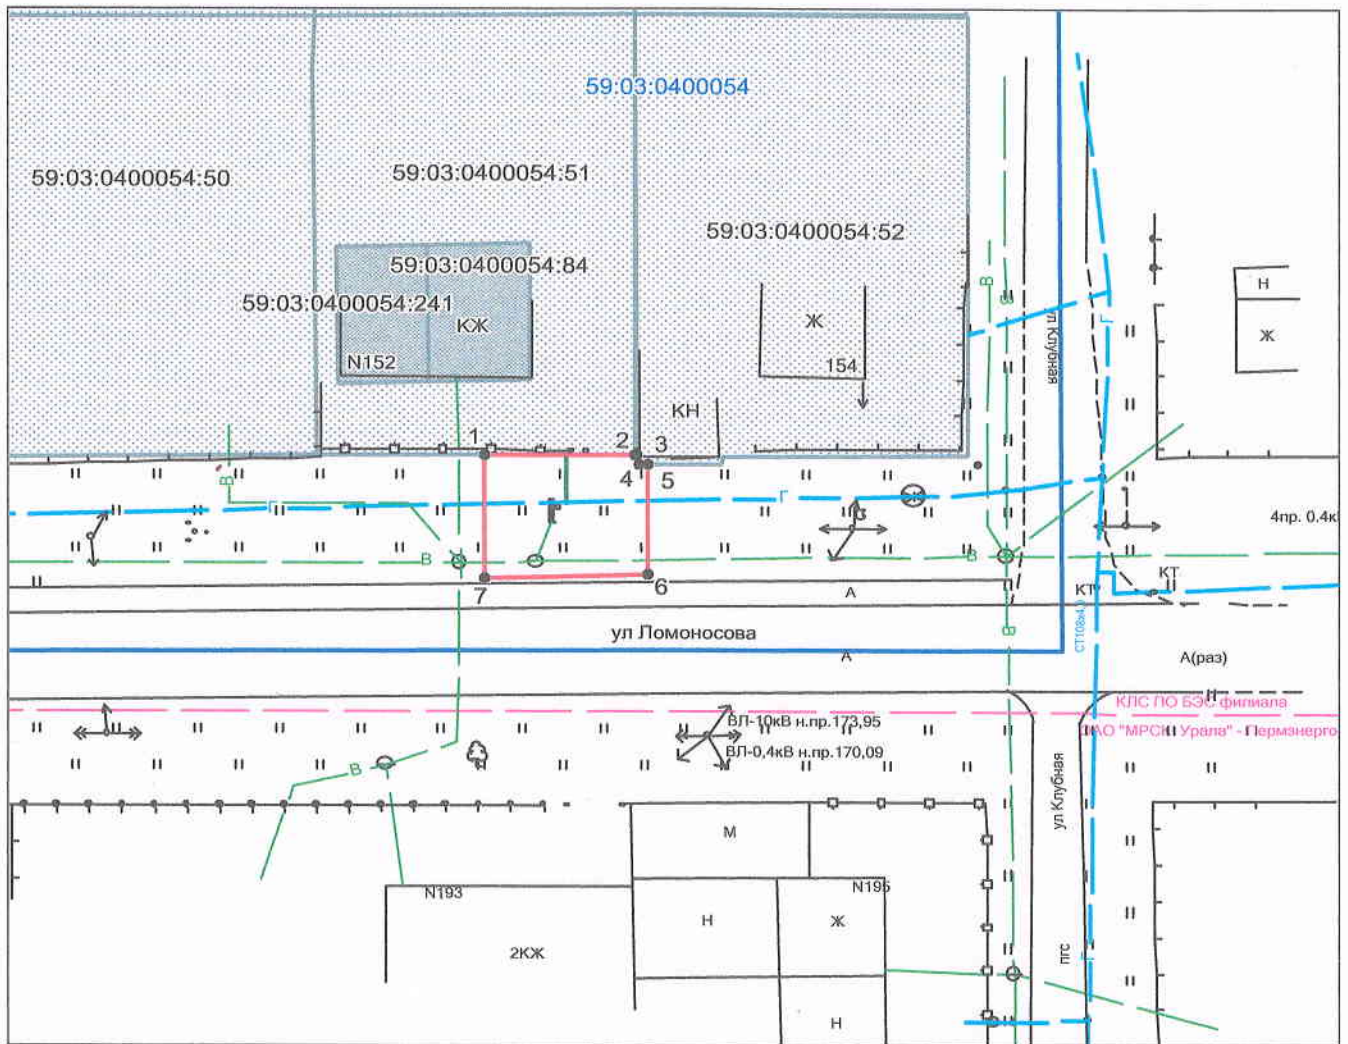 59:03:0400054
59:03:0400054:50
59:03:0400054:51
59:03:0400054:52
59:03:0400054:84
59:03:0400054:241
КЖ
N152
Ж
154
КН
Н
Ж
ул Клубная
В
В
Г
1
2
3
4
5
В
Г
Г
Ж
4пр. 0.4к
В
В
7
6
А
КТ
КТ
В
СТ108х4,0
ул Ломоносова
А
А(раз)
КЛС ПО БЭС филиала
ОАО "МРСК Урала" - Пермэнерго
ВЛ-10кВ н.пр.173,95
ВЛ-0,4кВ н.пр.170,09
В
ул Клубная
М
N193
N195
Н
Ж
2КЖ
пгс
Г
Н